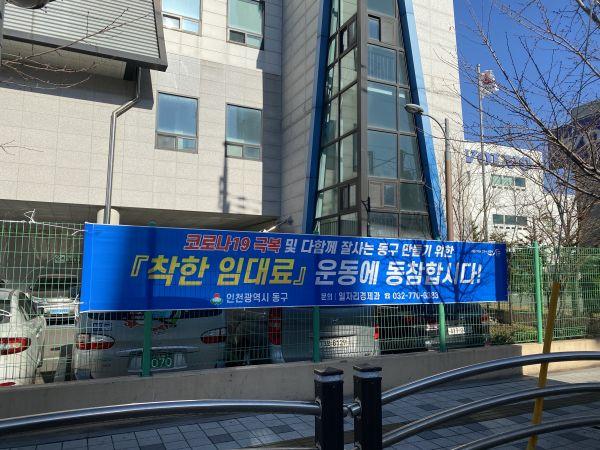 코로나19 극복 및 다함께 잘사는 동구 만들기 위한
『착한 임대료』 운동에 동참합시다!
인천광역시 동구 문의 : 일자리경제과 ☎ 032-770-6383